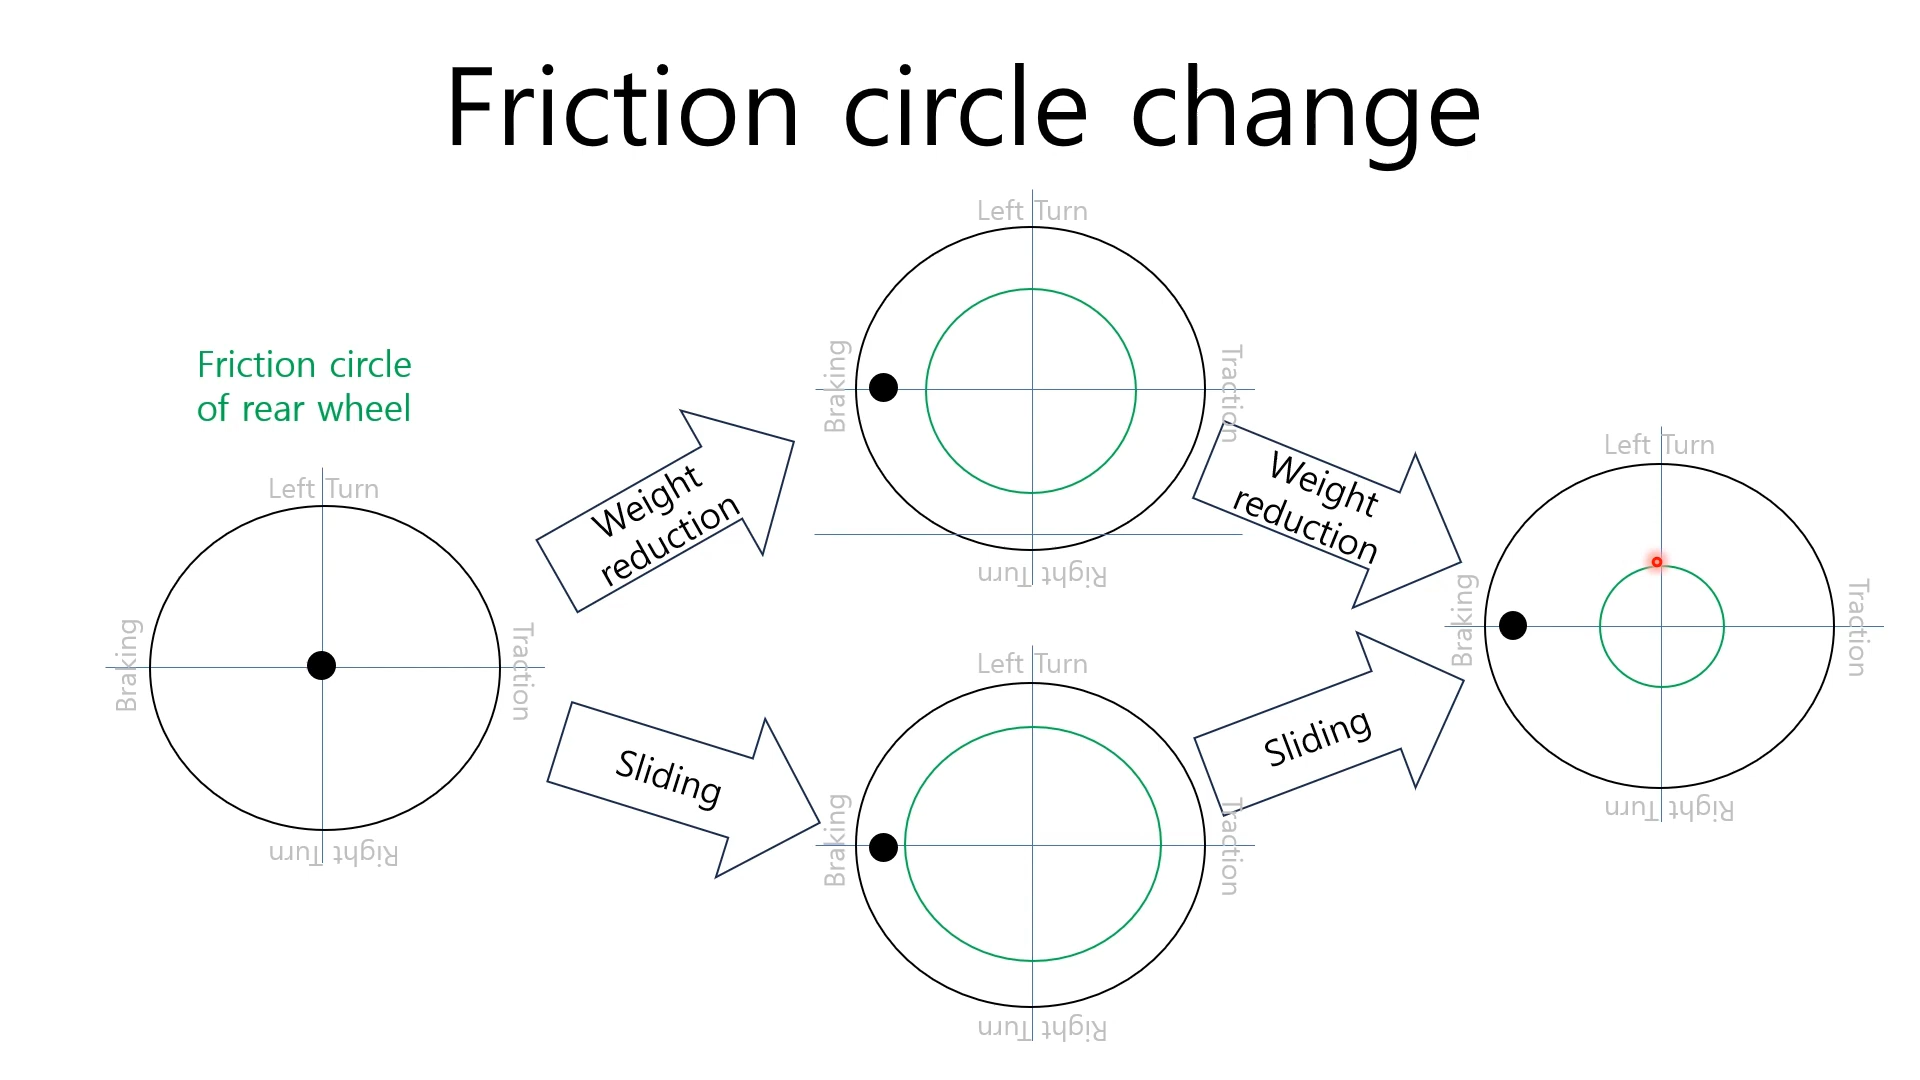 Friction circle change
Friction circle
of rear wheel
Left Turn
Braking
Traction
Right Turn
Weight
reduction
Sliding
Left Turn
Braking
Traction
Right Turn
Left Turn
Braking
Traction
Right Turn
Weight
reduction
Sliding
Left Turn
Braking
Traction
Right Turn